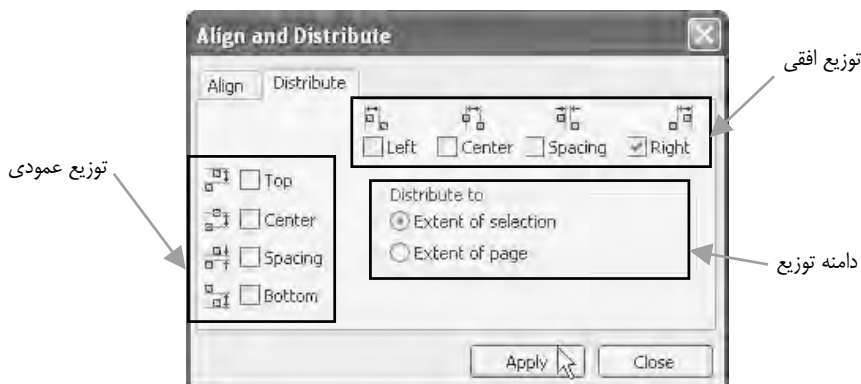 Align and Distribute
توزیع افقی
Align Distribute
Left Center Spacing Right
توزیع عمودی
Top
Center
Spacing
Bottom
Distribute to
Extent of selection
Extent of page
دامنه توزیع
Apply Close